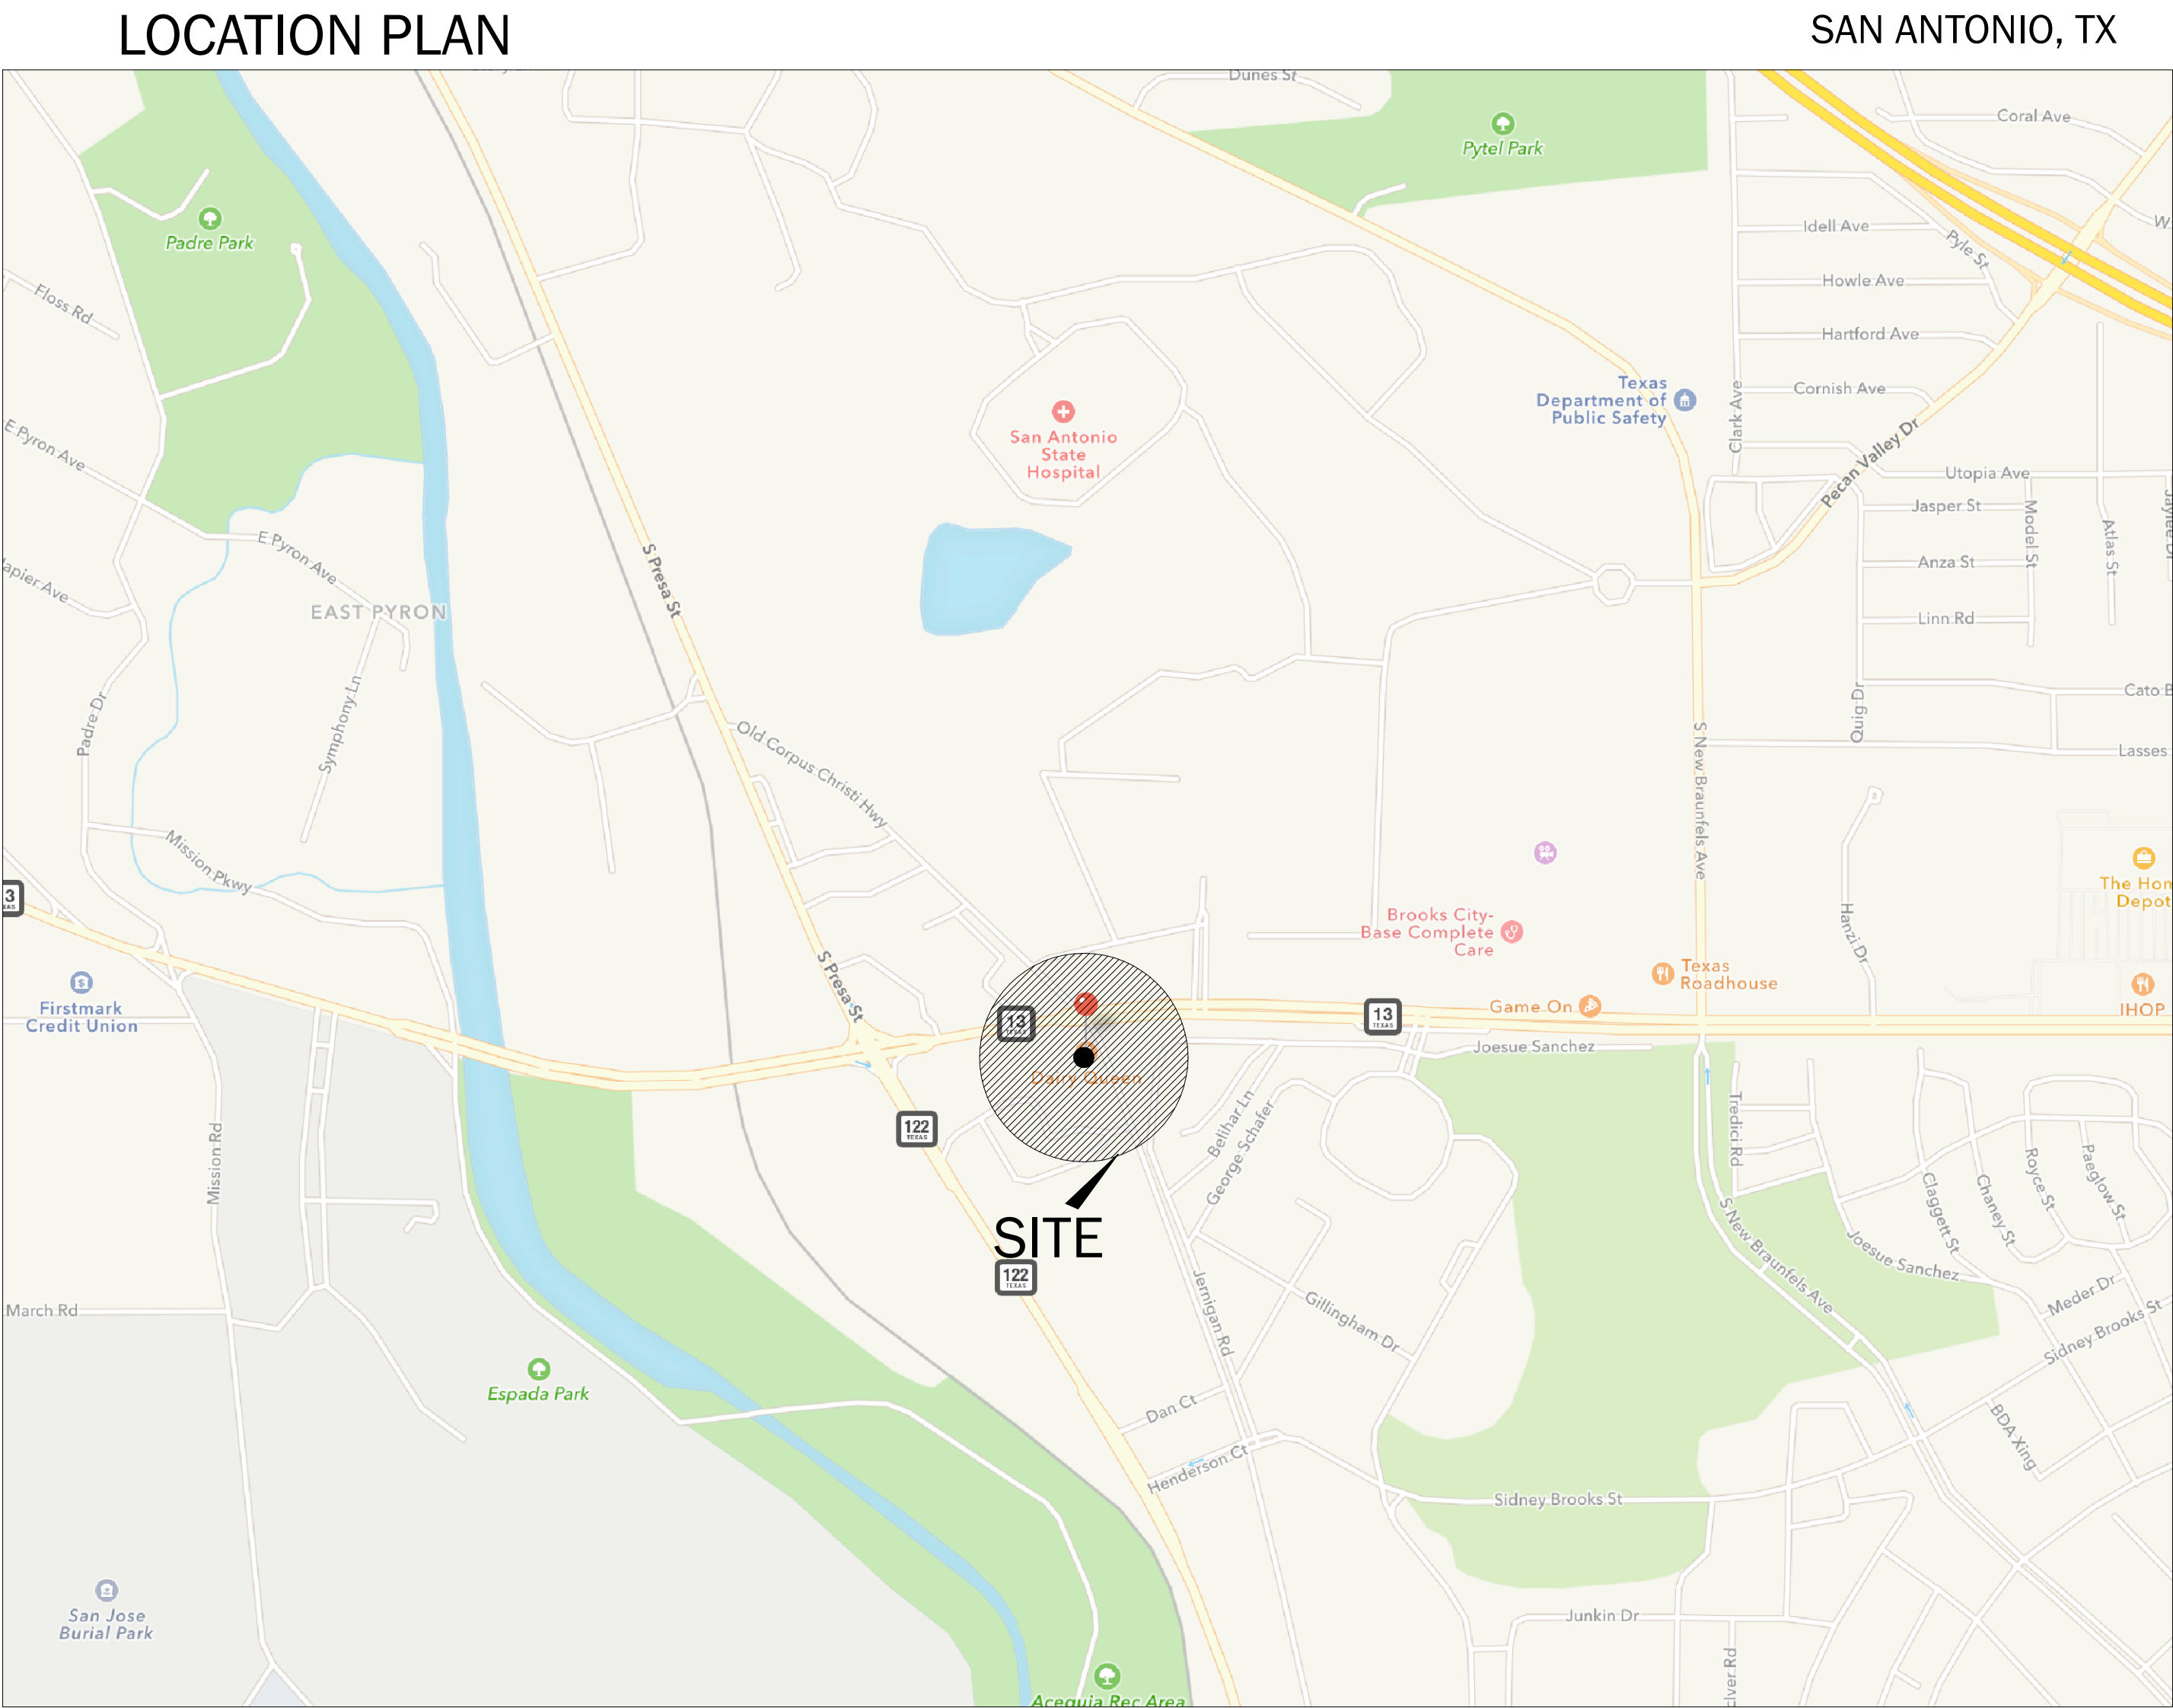 LOCATION PLAN
SAN ANTONIO, TX
Dunes St
Coral Ave
Pytel Park
Padre Park
Idell Ave
Pyle St
Howle Ave
Floss Rd
Hartford Ave
Texas
Department of
Public Safety
Cornish Ave
Clark Ave
San Antonio
State
Hospital
E Pyron Ave
Pecan Valley Dr
Utopia Ave
Jasper St
Model St
Atlas St
E Pyron Ave
S Presa St
Anza St
EAST PYRON
Linn Rd
Padre Dr
Symphony Ln
Cato B
Quig Dr
Old Corpus Christi Hwy
S New Braunfels Ave
Lasses
Mission Pkwy
The Hom
Depot
13
TEXAS
Brooks City-
Base Complete
Care
Hanzi Dr
S Presa St
Texas
Roadhouse
Firstmark
Credit Union
Game On
IHOP
13
TEXAS
Joesue Sanchez
Dairy Queen
122
TEXAS
Belihar Ln
George Schafer
Mission Rd
Tredici Rd
Claggett St
Chaney St
Royce St
Paeglow St
SITE
S New Braunfels Ave
Joesue Sanchez
122
TEXAS
Jernigan Rd
Gillingham Dr
Meder Dr
Sidney Brooks St
March Rd
Espada Park
Dan Ct
Henderson Ct
BDA Xing
Sidney Brooks St
San Jose
Burial Park
Junkin Dr
Acequia Rec Area